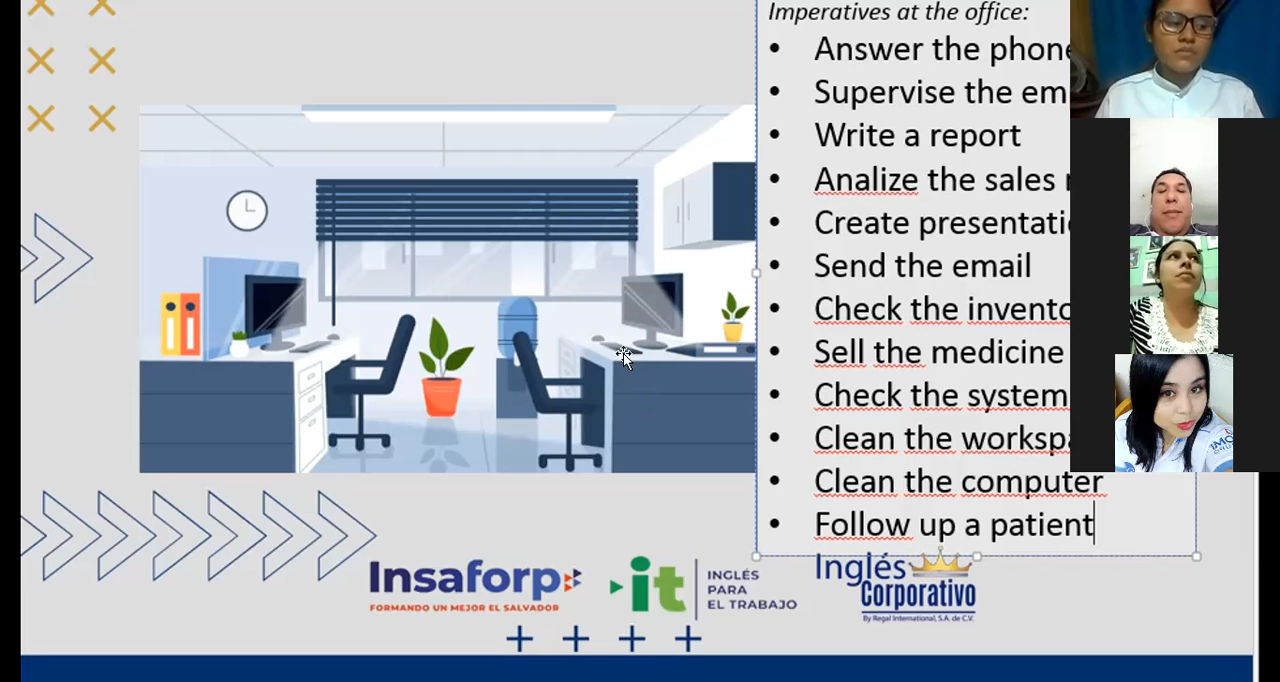 Imperatives at the office:
• Answer the phone
• Supervise the em
• Write a report
• Analize the sales
• Create presentati
• Send the email
• Check the invento
• Sell the medicine
• Check the system
• Clean the workspa
• Clean the computer
• Follow up a patient
Insaforp
FORMANDO UN MEJOR EL SALVADOR
it
INGLÉS
PARA
EL TRABAJO
Inglés
Corporativo
By Regal International, S.A. de C.V.